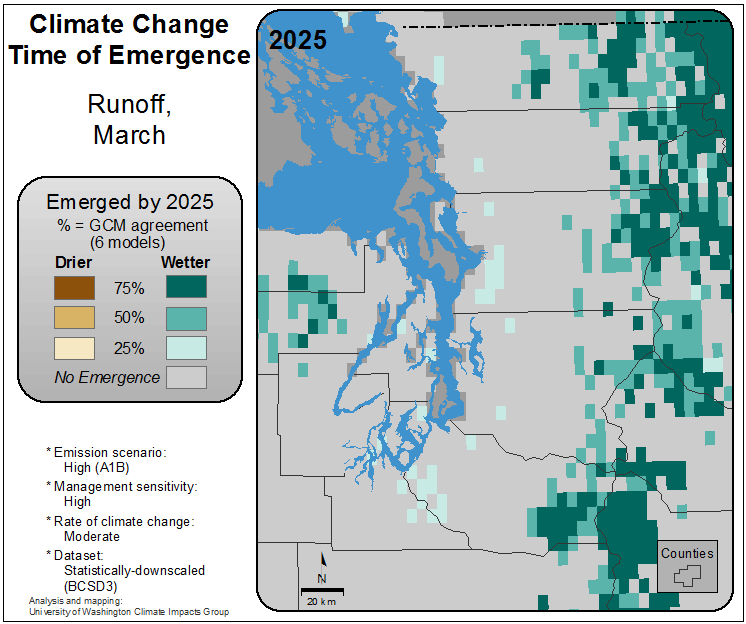 Climate Change
Time of Emergence
Runoff,
March
Emerged by 2025
% = GCM agreement
(6 models)
Drier Wetter
75%
50%
25%
No Emergence
* Emission scenario:
High (A1B)
* Management sensitivity:
High
* Rate of climate change:
Moderate
* Dataset:
Statistically-downscaled
(BCSD3)
Analysis and mapping:
University of Washington Climate Impacts Group
2025
N
20 km
Counties